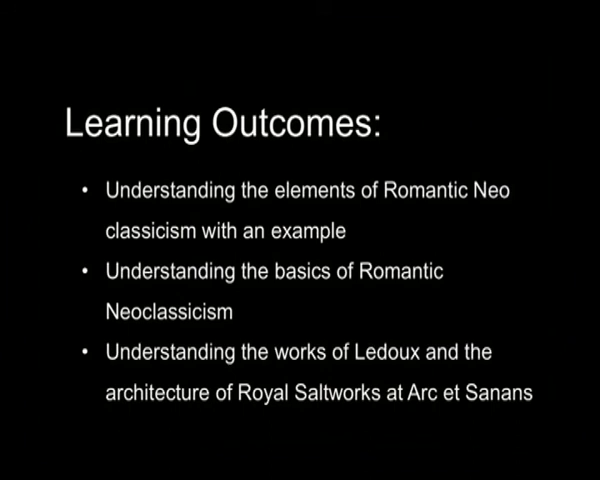 Learning Outcomes:
• Understanding the elements of Romantic Neo
classicism with an example
• Understanding the basics of Romantic
Neoclassicism
• Understanding the works of Ledoux and the
architecture of Royal Saltworks at Arc et Sanans